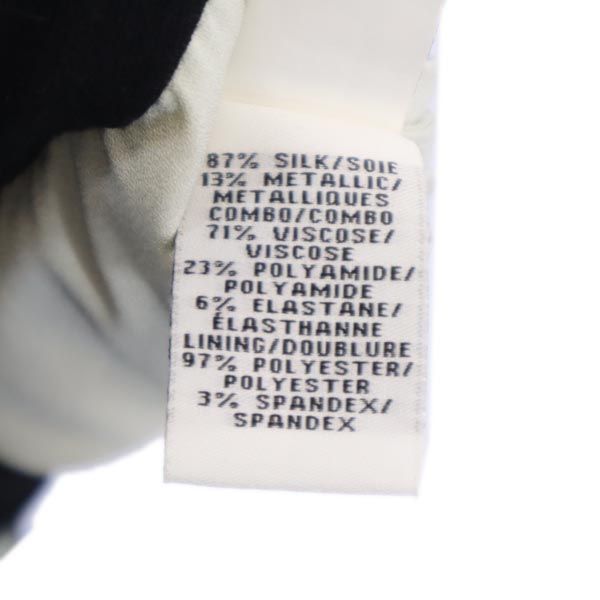 87% SILK/SOIE
13% METALLIC/
METALLIQUES
COMBO/COMBO
71% VISCOSE/
VISCOSE
23% POLYAMIDE/
POLYAMIDE
6% ELASTANE/
ÉLASTHANNE
LINING/DOUBLURE
97% POLYESTER/
POLYESTER
3% SPANDEX/
SPANDEX